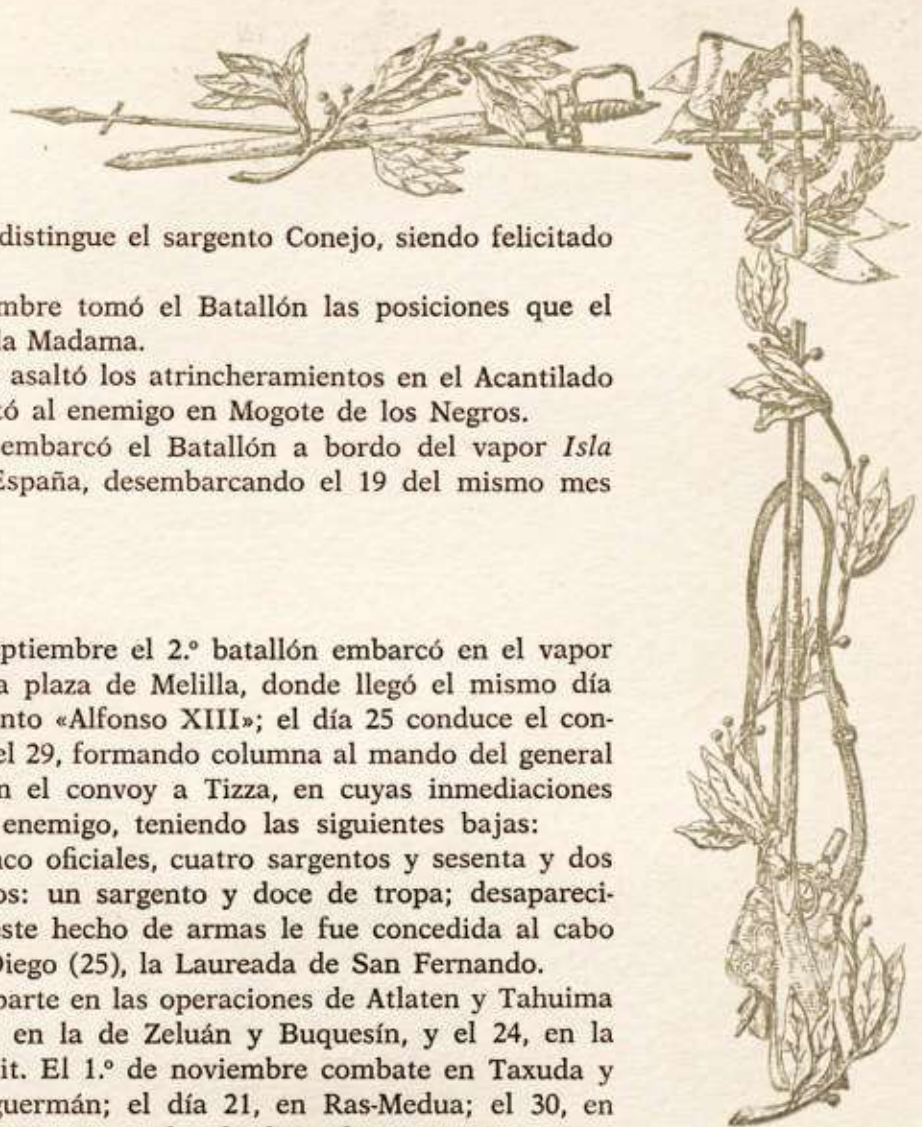 distingue el sargento Conejo, siendo felicitado
mbre tomó el Batallón las posiciones que el
la Madama.
asaltó los atrincheramientos en el Acantilado
tó al enemigo en Mogote de los Negros.
embarcó el Batallón a bordo del vapor Isla
España, desembarcando el 19 del mismo mes
ptiembre el 2.º batallón embarcó en el vapor
a plaza de Melilla, donde llegó el mismo día
nto «Alfonso XIII»; el día 25 conduce el con-
el 29, formando columna al mando del general
n el convoy a Tizza, en cuyas inmediaciones
enemigo, teniendo las siguientes bajas:
nco oficiales, cuatro sargentos y sesenta y dos
os: un sargento y doce de tropa; desapareci-
este hecho de armas le fue concedida al cabo
Diego (25), la Laureada de San Fernando.
parte en las operaciones de Atlaten y Tahuima
en la de Zeluán y Buquesín, y el 24, en la
it. El 1.º de noviembre combate en Taxuda y
guermán; el día 21, en Ras-Medua; el 30, en